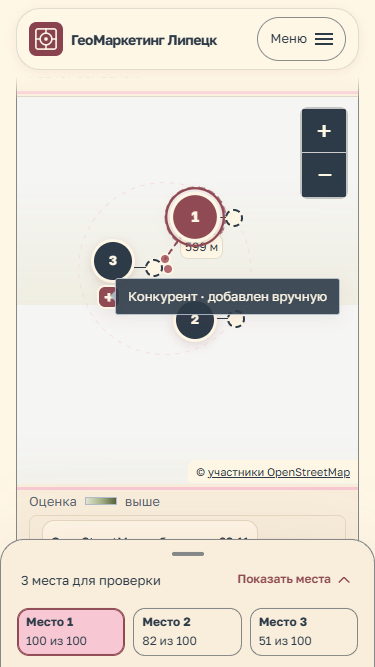 ГеоМаркетинг Липецк
Меню
+
−
1
599 м
3
Конкурент · добавлен вручную
2
© участники OpenStreetMap
Оценка выше
3 места для проверки
Показать места
Место 1
100 из 100
Место 2
82 из 100
Место 3
51 из 100